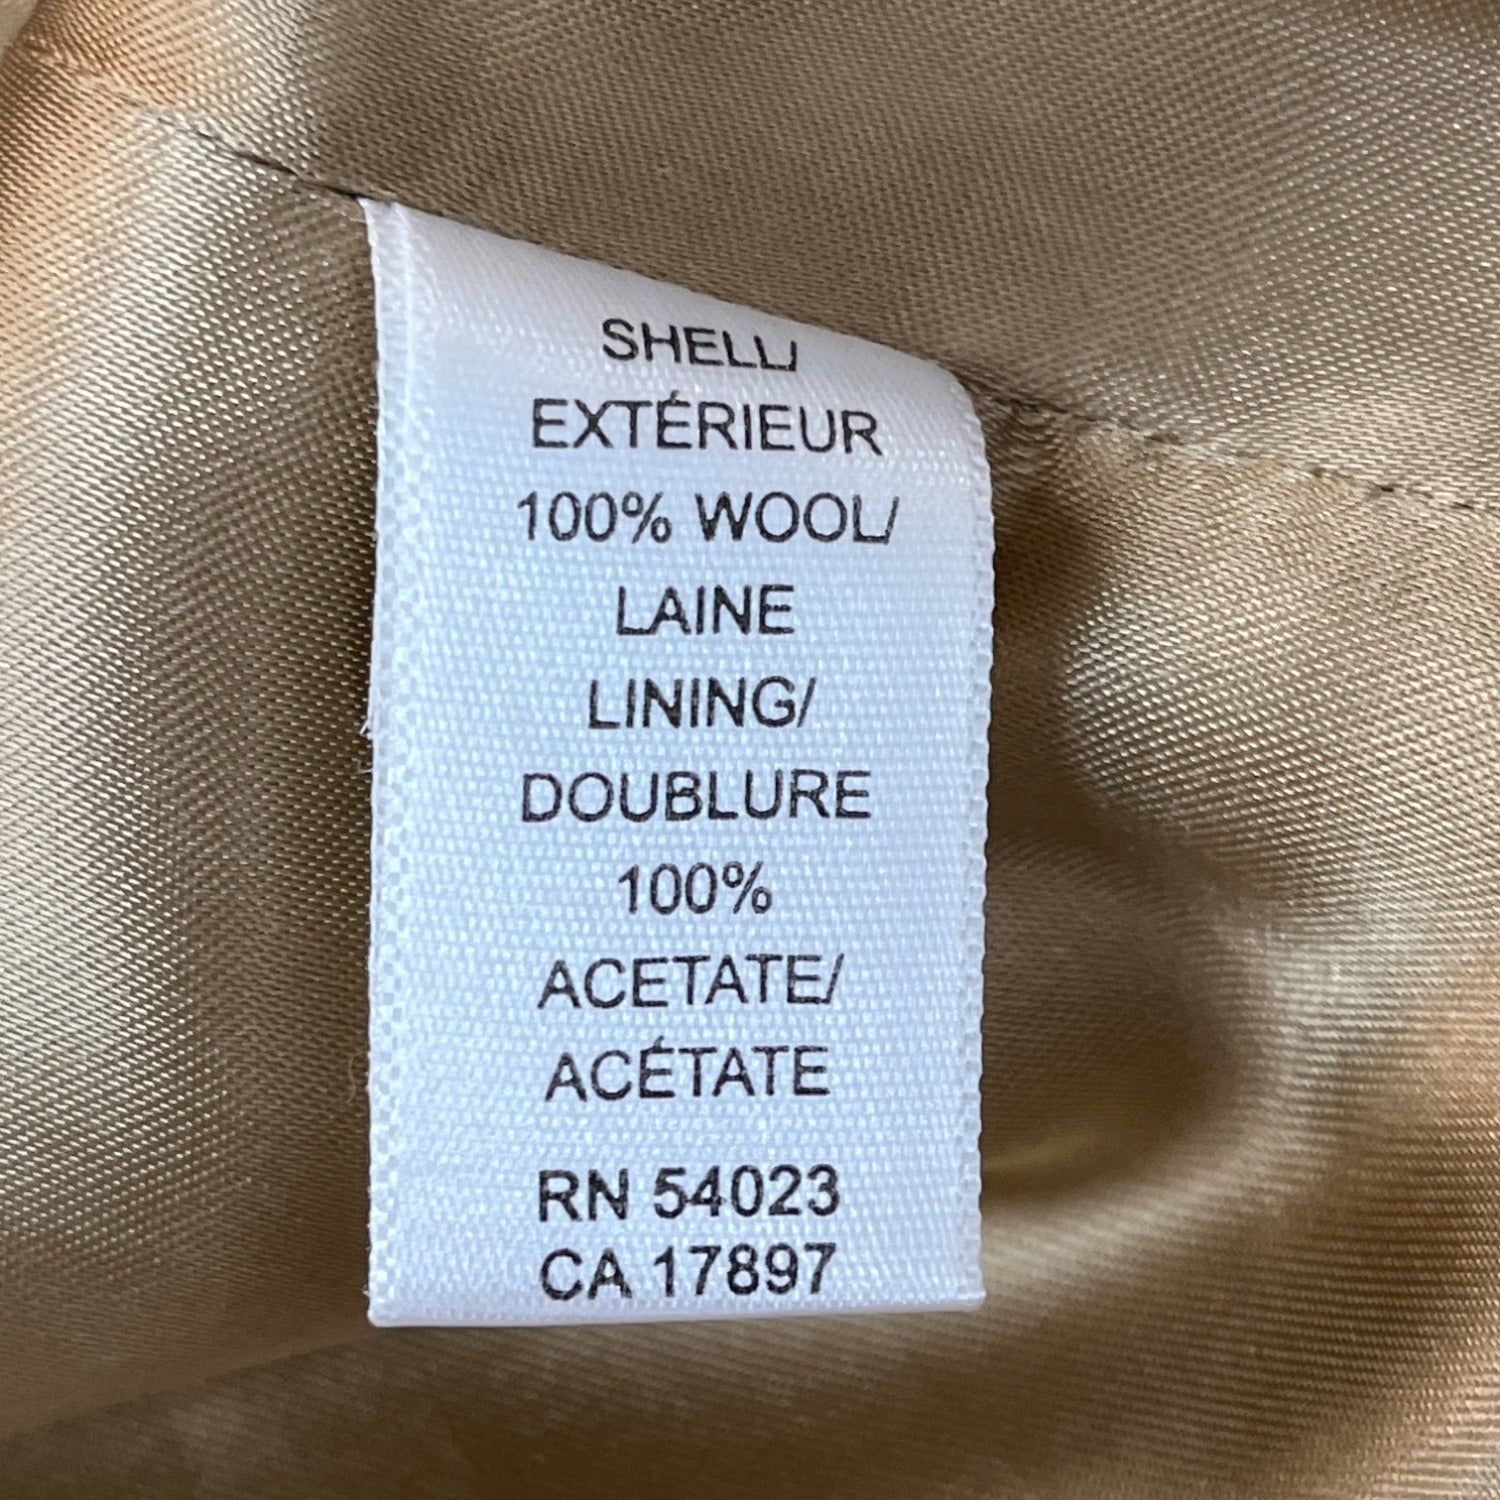 SHELL/
EXTÉRIEUR
100% WOOL/
LAINE
LINING/
DOUBLURE
100%
ACETATE/
ACÉTATE
RN 54023
CA 17897